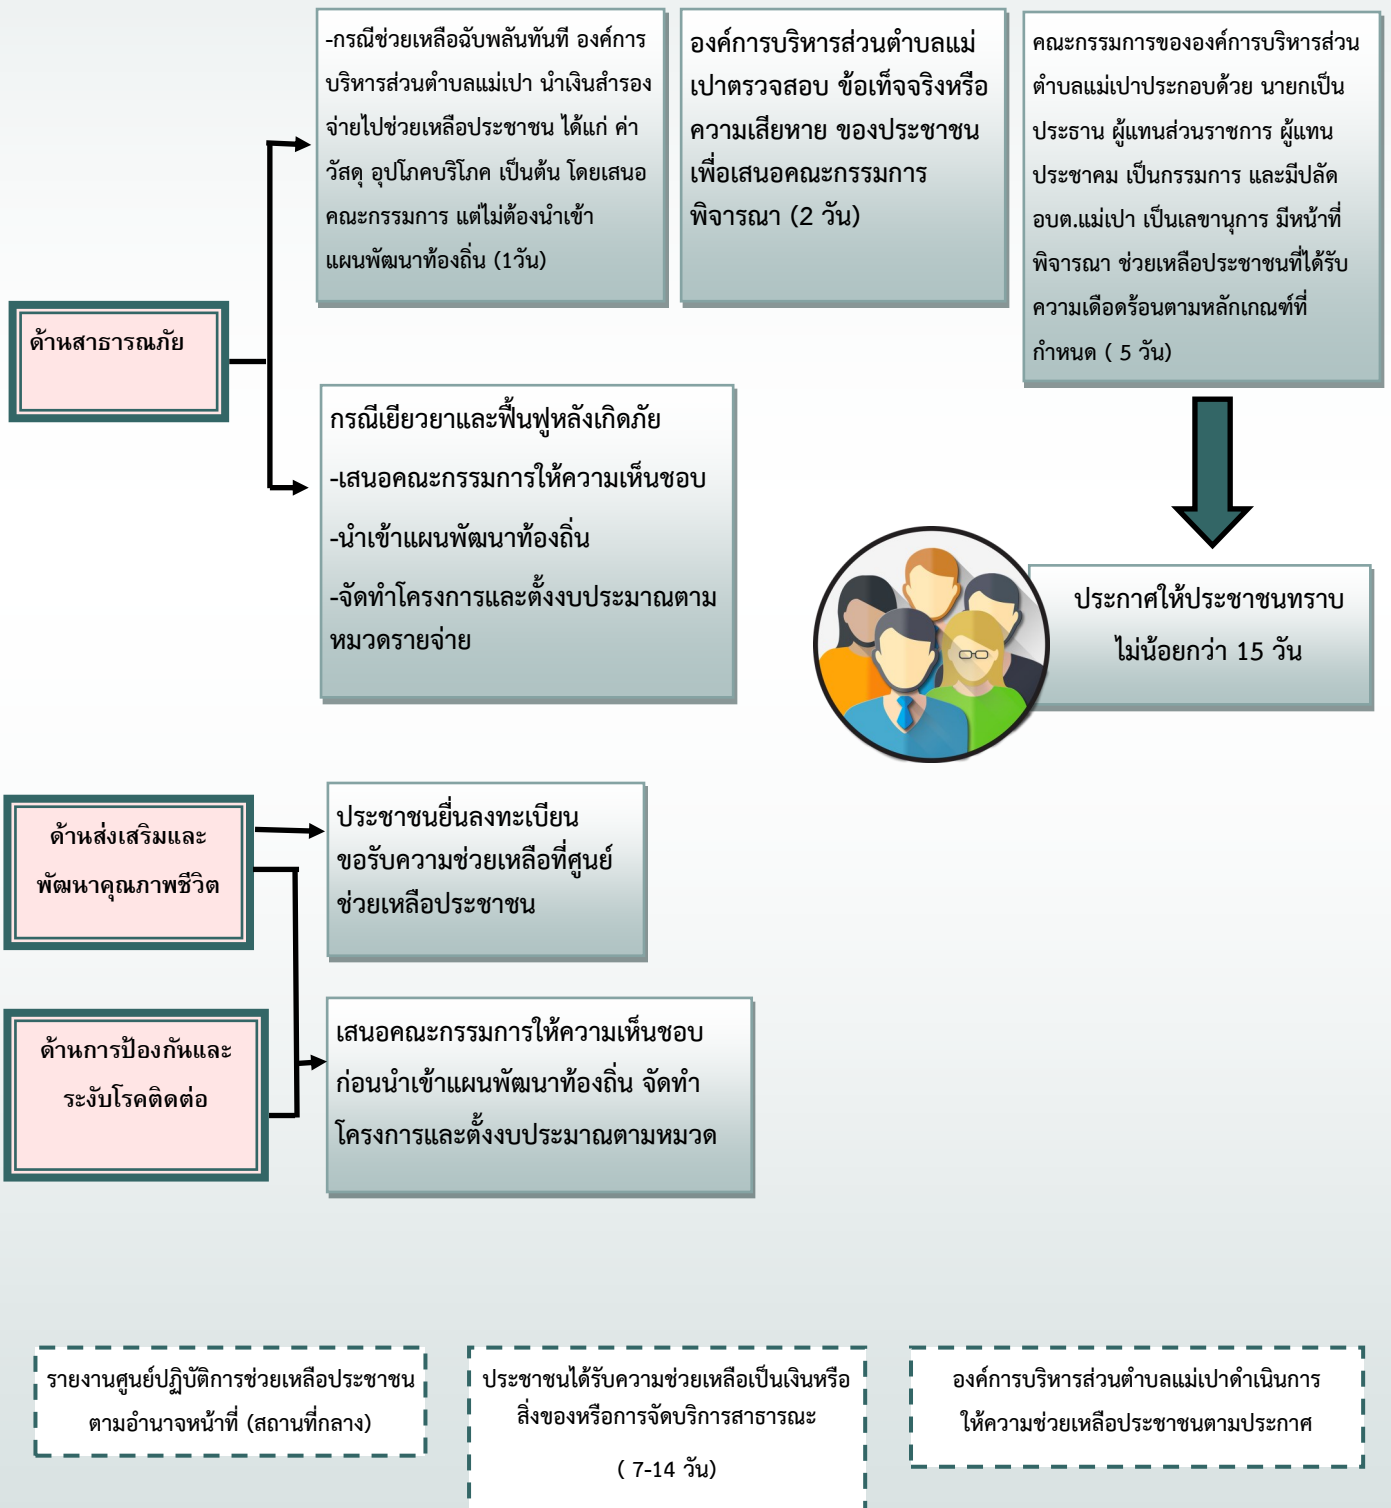 -กรณีช่วยเหลือฉับพลันทันที องค์การ
บริหารส่วนตำบลแม่เปา นำเงินสำรอง
จ่ายไปช่วยเหลือประชาชน ได้แก่ ค่า
วัสดุ อุปโภคบริโภค เป็นต้น โดยเสนอ
คณะกรรมการ แต่ไม่ต้องนำเข้า
แผนพัฒนาท้องถิ่น (1วัน)
องค์การบริหารส่วนตำบลแม่
เปาตรวจสอบ ข้อเท็จจริงหรือ
ความเสียหาย ของประชาชน
เพื่อเสนอคณะกรรมการ
พิจารณา (2 วัน)
คณะกรรมการขององค์การบริหารส่วน
ตำบลแม่เปาประกอบด้วย นายกเป็น
ประธาน ผู้แทนส่วนราชการ ผู้แทน
ประชาคม เป็นกรรมการ และมีปลัด
อบต.แม่เปา เป็นเลขานุการ มีหน้าที่
พิจารณา ช่วยเหลือประชาชนที่ได้รับ
ความเดือดร้อนตามหลักเกณฑ์ที่
กำหนด ( 5 วัน)
ด้านสาธารณภัย
กรณีเยียวยาและฟื้นฟูหลังเกิดภัย
-เสนอคณะกรรมการให้ความเห็นชอบ
-นำเข้าแผนพัฒนาท้องถิ่น
-จัดทำโครงการและตั้งงบประมาณตาม
หมวดรายจ่าย
ประกาศให้ประชาชนทราบ
ไม่น้อยกว่า 15 วัน
ด้านส่งเสริมและ
พัฒนาคุณภาพชีวิต
ประชาชนยื่นลงทะเบียน
ขอรับความช่วยเหลือที่ศูนย์
ช่วยเหลือประชาชน
ด้านการป้องกันและ
ระงับโรคติดต่อ
เสนอคณะกรรมการให้ความเห็นชอบ
ก่อนนำเข้าแผนพัฒนาท้องถิ่น จัดทำ
โครงการและตั้งงบประมาณตามหมวด
รายงานศูนย์ปฏิบัติการช่วยเหลือประชาชน
ตามอำนาจหน้าที่ (สถานที่กลาง)
ประชาชนได้รับความช่วยเหลือเป็นเงินหรือ
สิ่งของหรือการจัดบริการสาธารณะ
( 7-14 วัน)
องค์การบริหารส่วนตำบลแม่เปาดำเนินการ
ให้ความช่วยเหลือประชาชนตามประกาศ